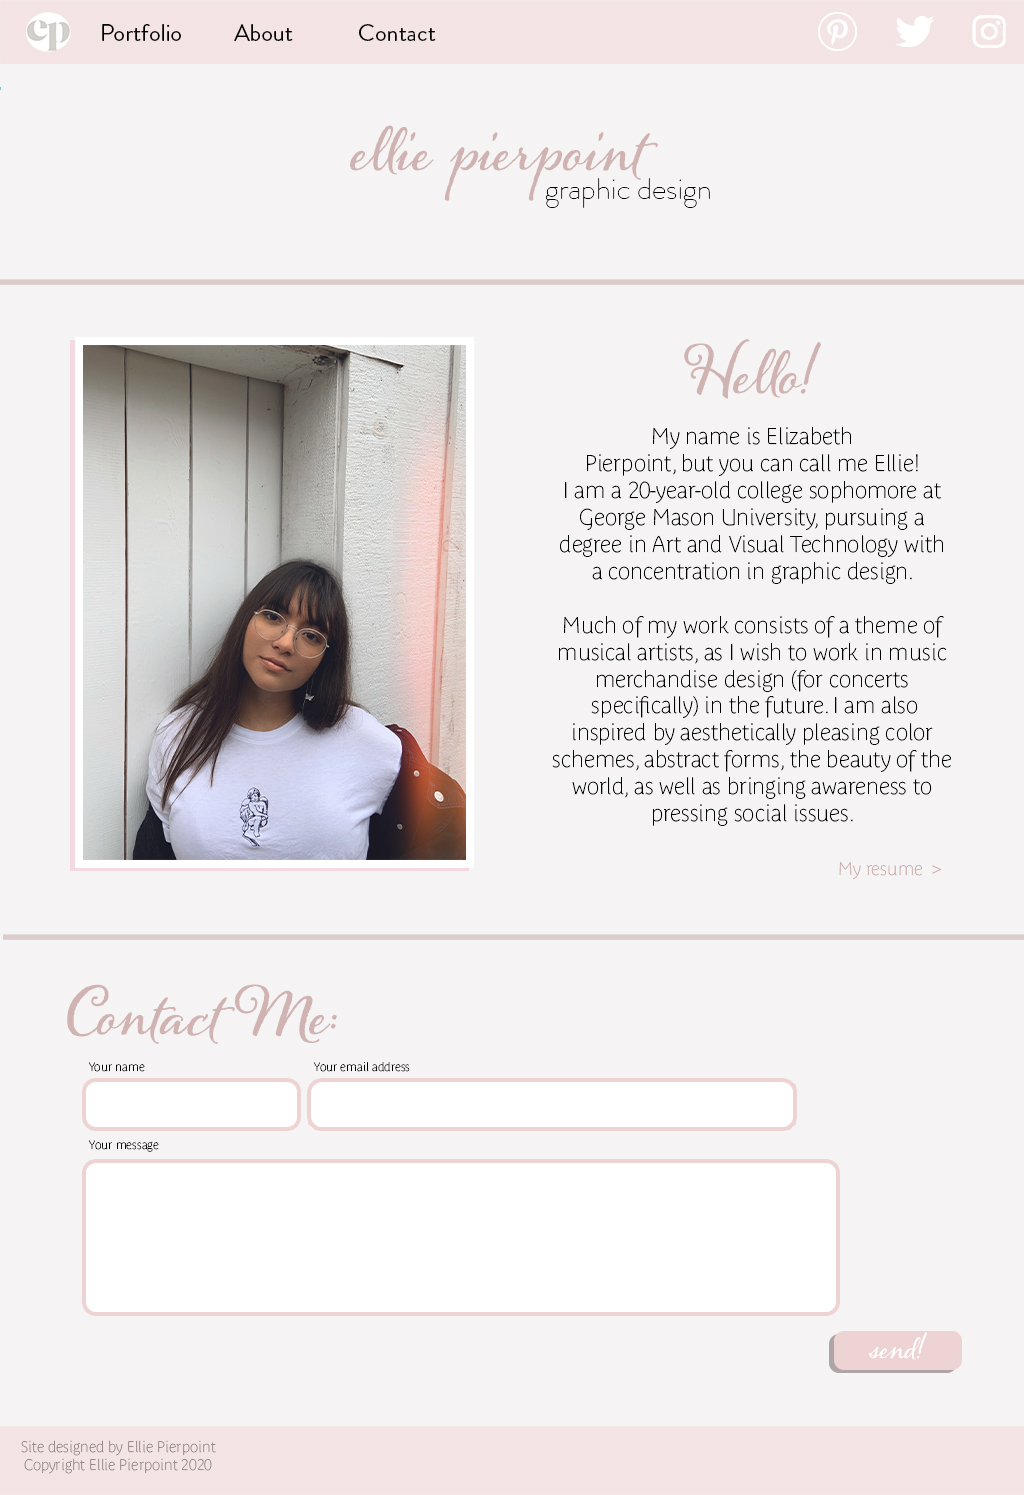 ep
Portfolio
About
Contact
ellie pierpoint
graphic design
Hello!
My name is Elizabeth
Pierpoint, but you can call me Ellie!
I am a 20-year-old college sophomore at
George Mason University, pursuing a
degree in Art and Visual Technology with
a concentration in graphic design.
Much of my work consists of a theme of
musical artists, as I wish to work in music
merchandise design (for concerts
specifically) in the future. I am also
inspired by aesthetically pleasing color
schemes, abstract forms, the beauty of the
world, as well as bringing awareness to
pressing social issues.
My resume >
Contact Me:
Your name
Your email address
Your message
send!
Site designed by Ellie Pierpoint
Copyright Ellie Pierpoint 2020